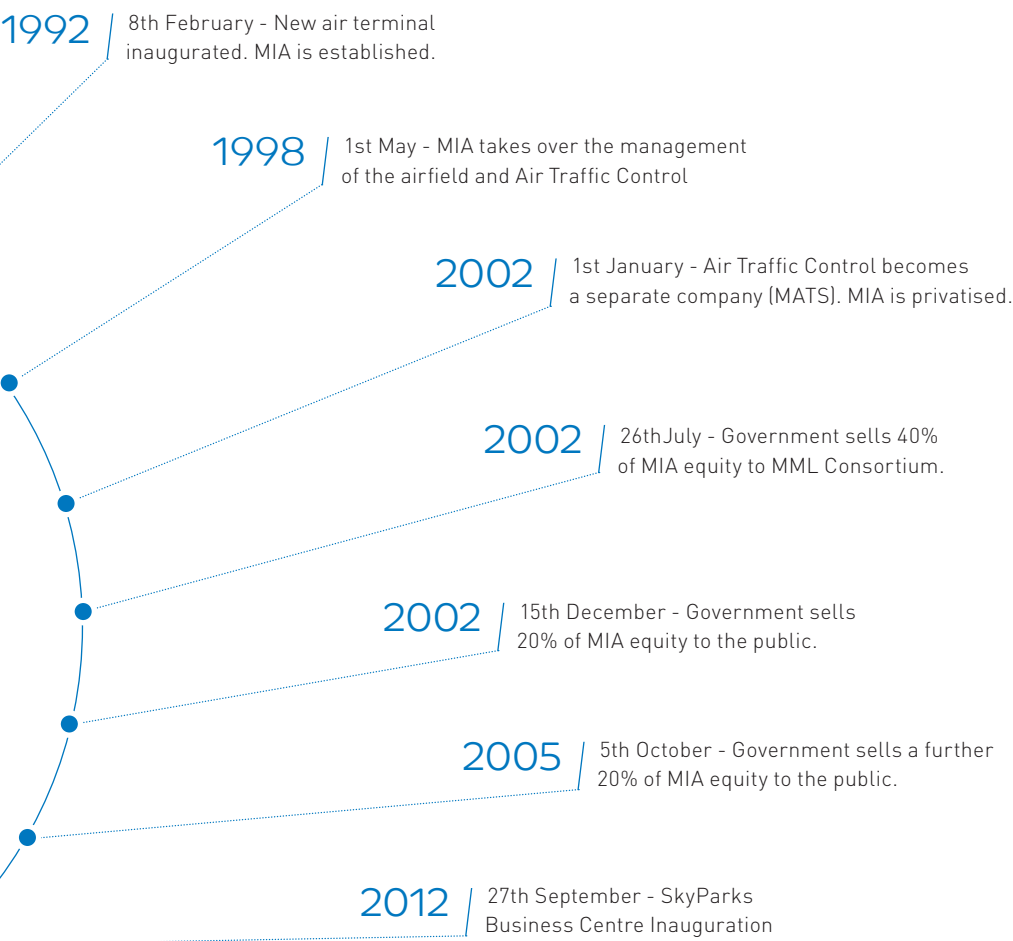 1992
8th February - New air terminal
inaugurated. MIA is established.
1998
1st May - MIA takes over the management
of the airfield and Air Traffic Control
2002
1st January - Air Traffic Control becomes
a separate company (MATS). MIA is privatised.
2002
26thJuly - Government sells 40%
of MIA equity to MML Consortium.
2002
15th December - Government sells
20% of MIA equity to the public.
2005
5th October - Government sells a further
20% of MIA equity to the public.
2012
27th September - SkyParks
Business Centre Inauguration